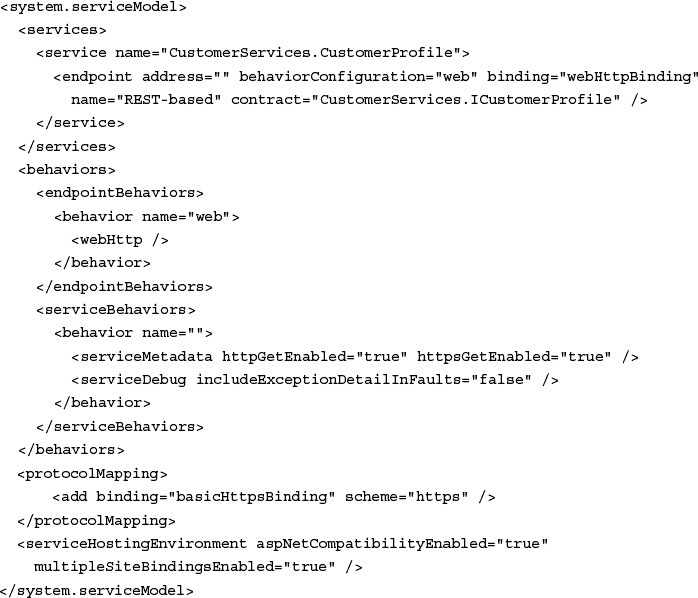 <system.serviceModel>
  <services>
    <service name="CustomerServices.CustomerProfile">
      <endpoint address="" behaviorConfiguration="web" binding="webHttpBinding"
        name="REST-based" contract="CustomerServices.ICustomerProfile" />
    </service>
  </services>
  <behaviors>
    <endpointBehaviors>
      <behavior name="web">
        <webHttp />
      </behavior>
    </endpointBehaviors>
    <serviceBehaviors>
      <behavior name="">
        <serviceMetadata httpGetEnabled="true" httpsGetEnabled="true" />
        <serviceDebug includeExceptionDetailInFaults="false" />
      </behavior>
    </serviceBehaviors>
  </behaviors>
  <protocolMapping>
      <add binding="basicHttpsBinding" scheme="https" />
  </protocolMapping>
  <serviceHostingEnvironment aspNetCompatibilityEnabled="true"
    multipleSiteBindingsEnabled="true" />
</system.serviceModel>